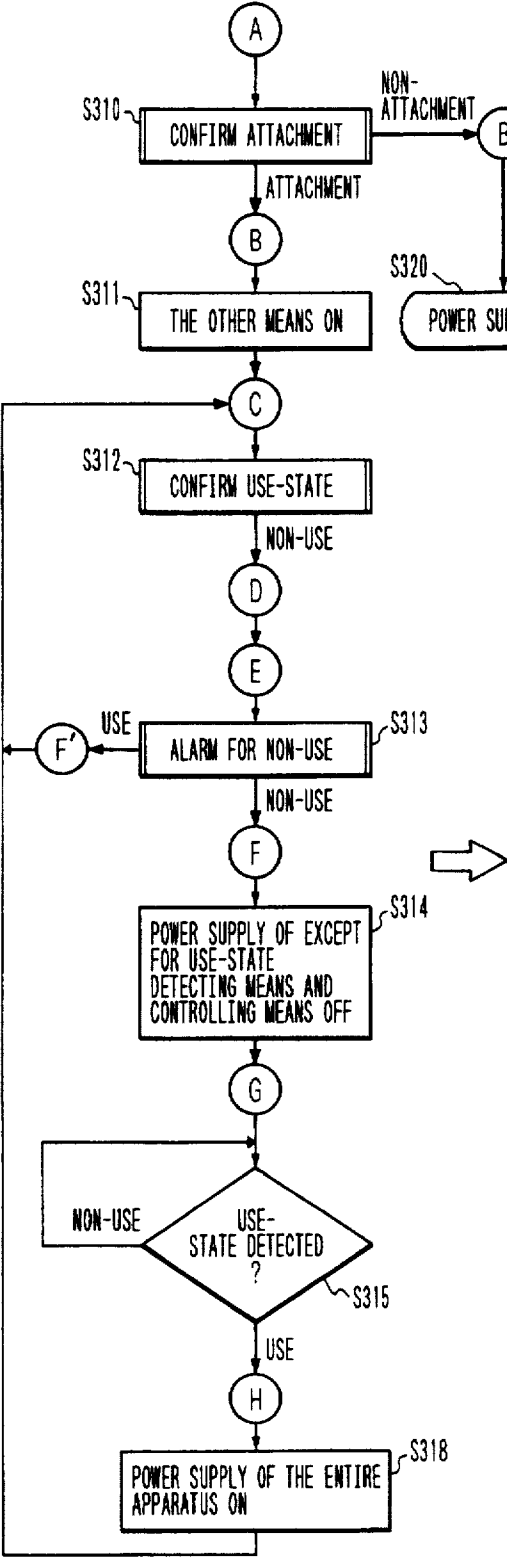 A
S310
CONFIRM ATTACHMENT
NON-
ATTACHMENT
B
ATTACHMENT
B
S311
THE OTHER MEANS ON
S320
POWER
C
S312
CONFIRM USE-STATE
NON-USE
D
E
USE
F'
ALARM FOR NON-USE
S313
NON-USE
F
S314
POWER SUPPLY OF EXCEPT
FOR USE-STATE
DETECTING MEANS AND
CONTROLLING MEANS OFF
G
NON-USE
USE-
STATE DETECTED
?
S315
USE
H
S318
POWER SUPPLY OF THE ENTIRE
APPARATUS ON